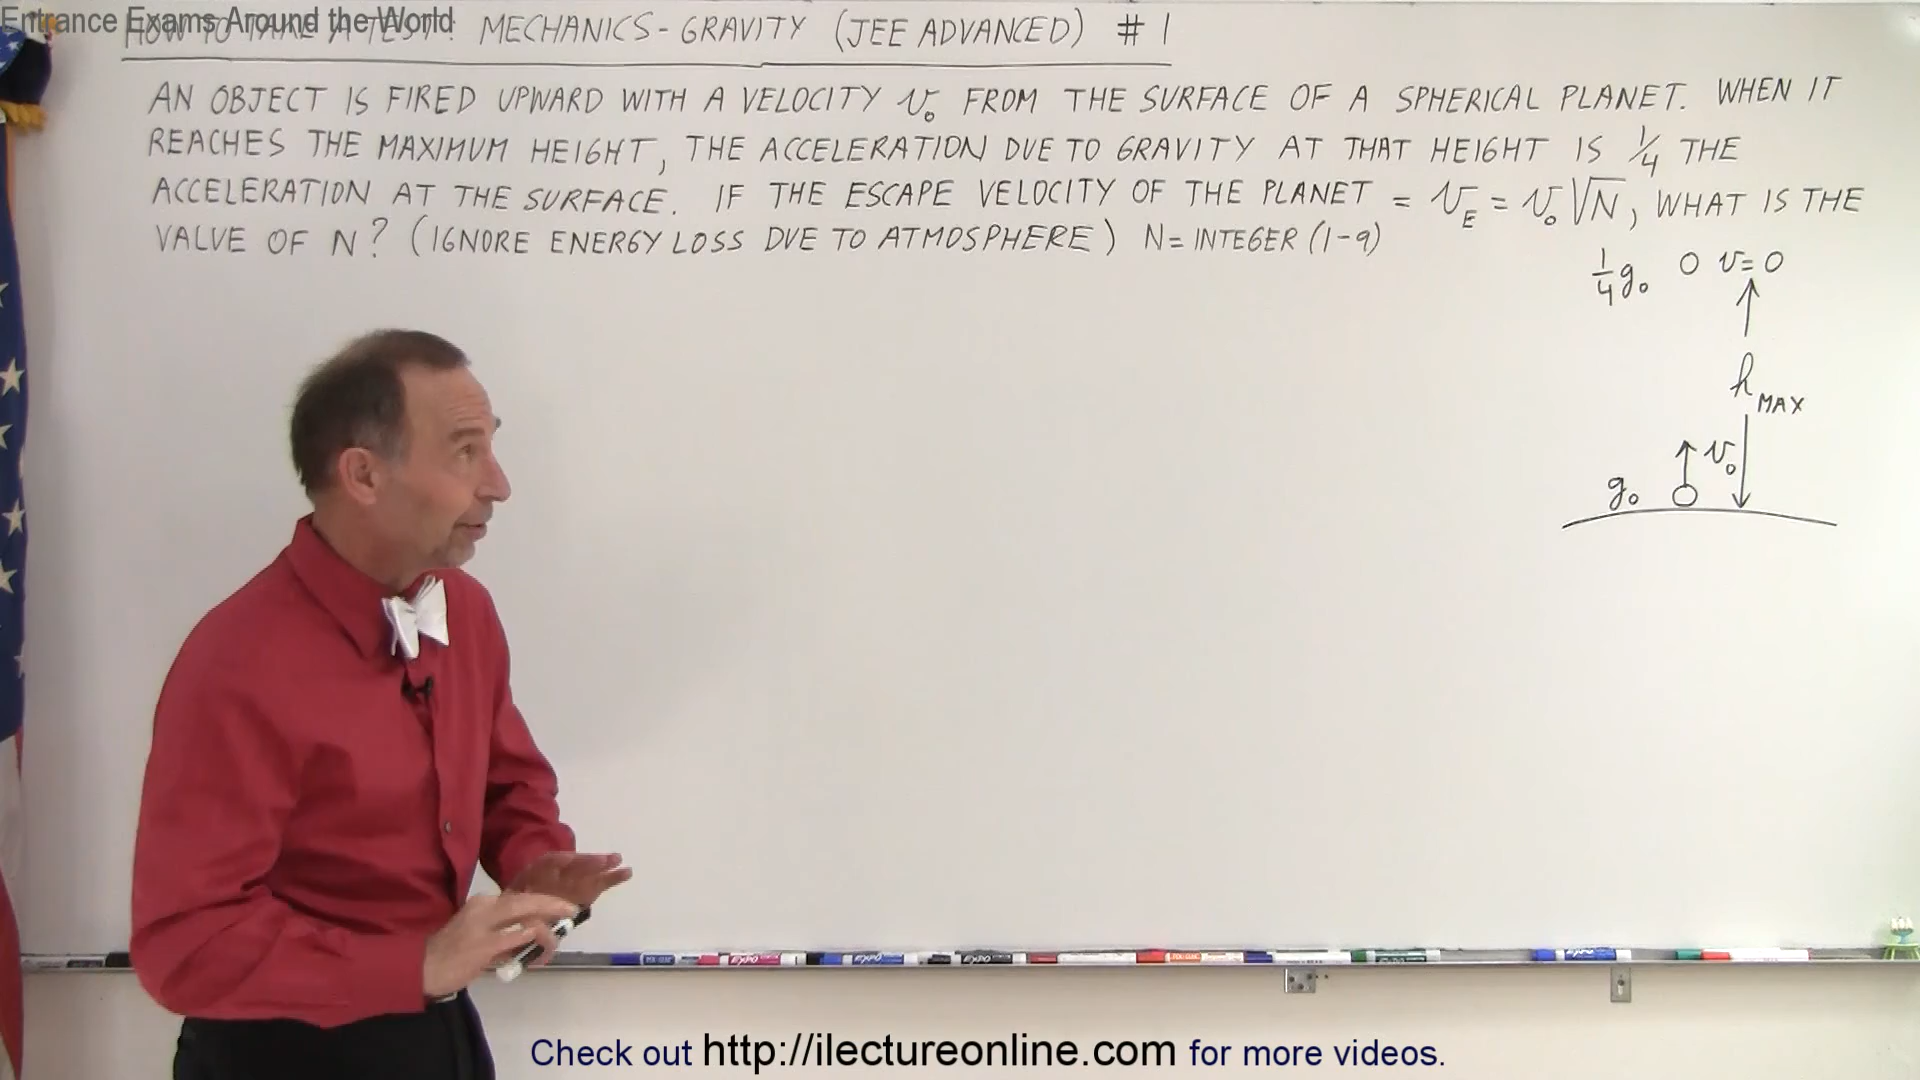 Entrance Exams Around the World
HOW TO TAKE A TEST: MECHANICS - GRAVITY (JEE ADVANCED) #1
AN OBJECT IS FIRED UPWARD WITH A VELOCITY v₀ FROM THE SURFACE OF A SPHERICAL PLANET. WHEN IT
REACHES THE MAXIMUM HEIGHT, THE ACCELERATION DUE TO GRAVITY AT THAT HEIGHT IS 1/4 THE
ACCELERATION AT THE SURFACE. IF THE ESCAPE VELOCITY OF THE PLANET = v_E = v₀√N, WHAT IS THE
VALUE OF N? (IGNORE ENERGY LOSS DUE TO ATMOSPHERE) N = INTEGER (1-9)
1/4 g₀ v = 0
h MAX
v₀
g₀
Check out http://ilectureonline.com for more videos.